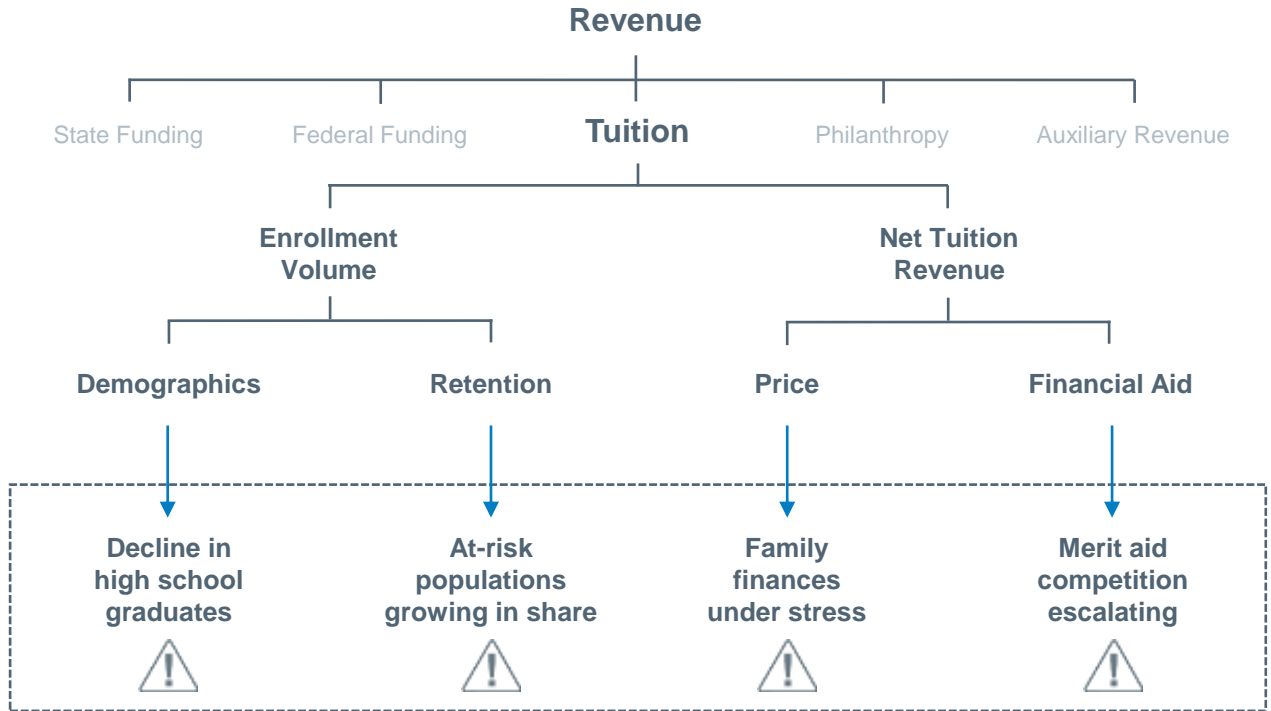 Revenue
State Funding
Federal Funding
Tuition
Philanthropy
Auxiliary Revenue
Enrollment
Volume
Net Tuition
Revenue
Demographics
Retention
Price
Financial Aid
Decline in
high school
graduates
At-risk
populations
growing in share
Family
finances
under stress
Merit aid
competition
escalating